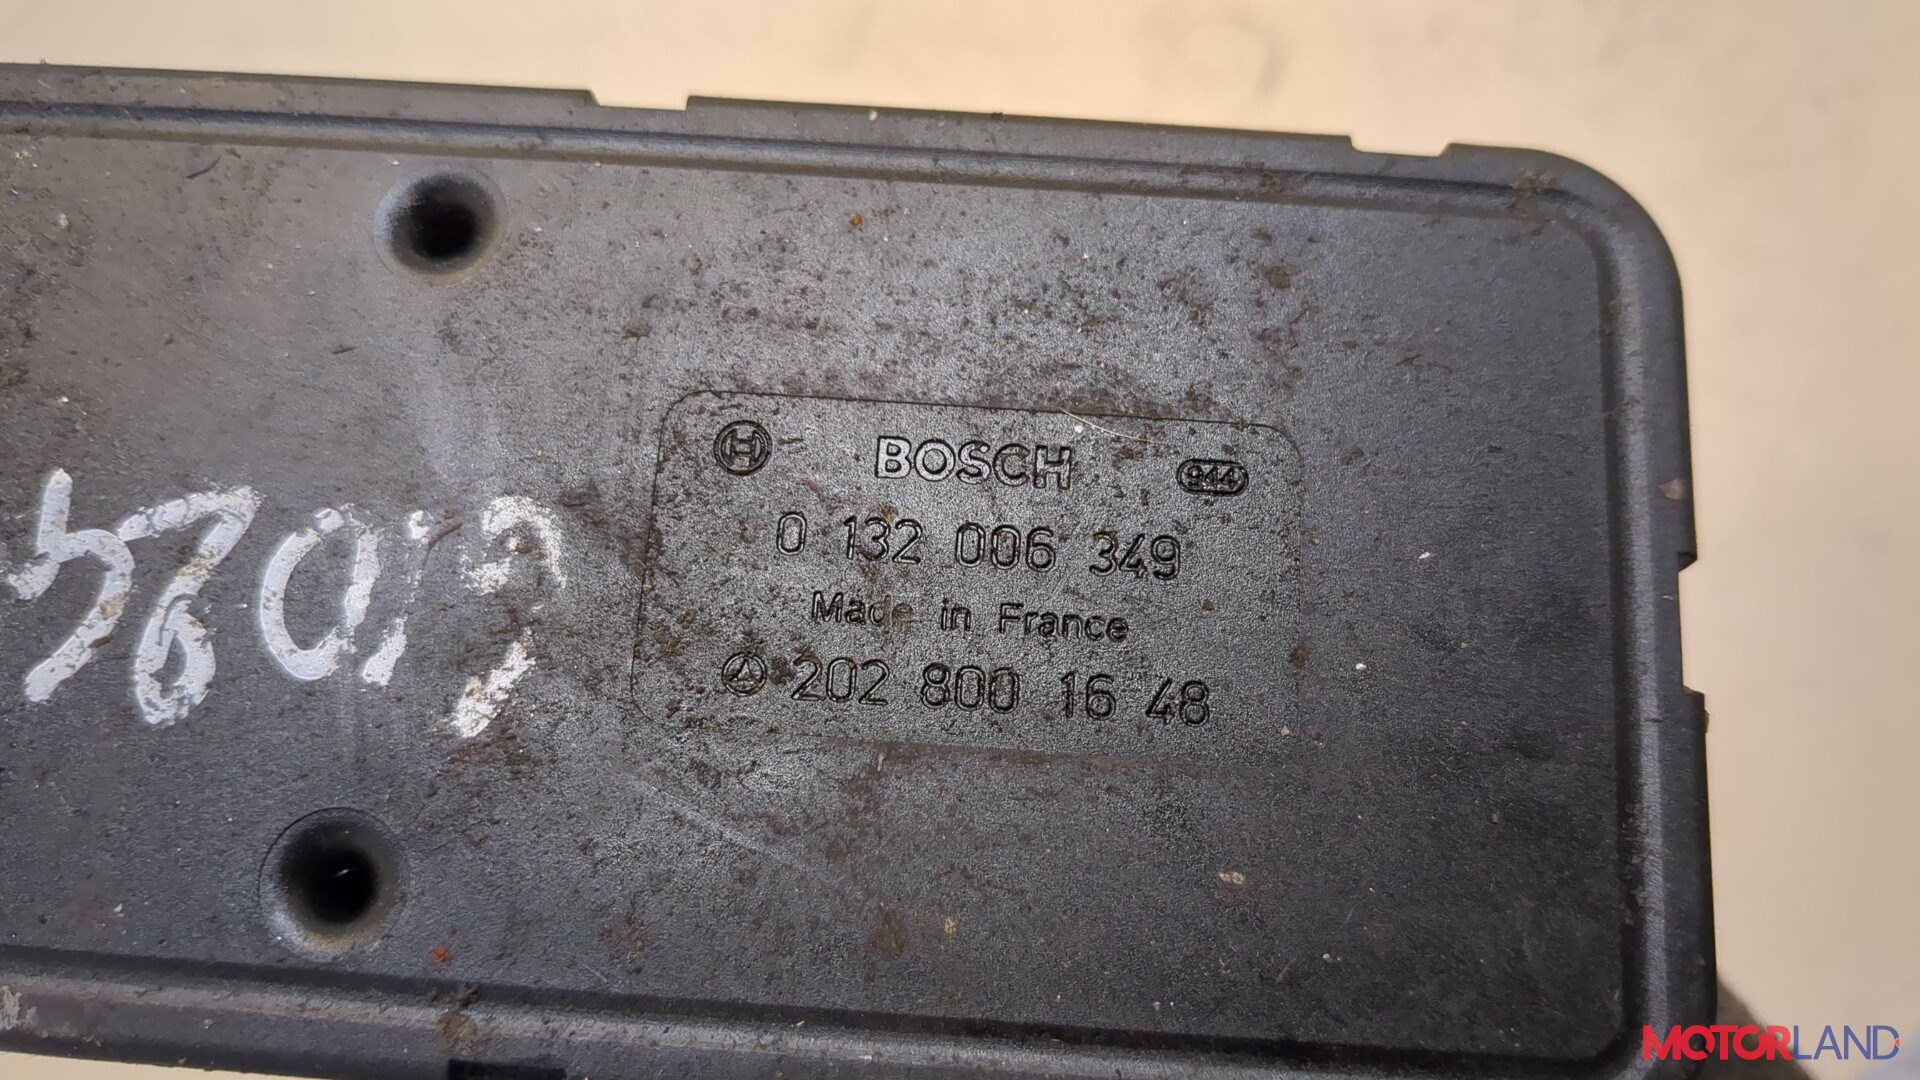 BOSCH 944
0 132 006 349
Made in France
202 800 16 48
MOTORLAND